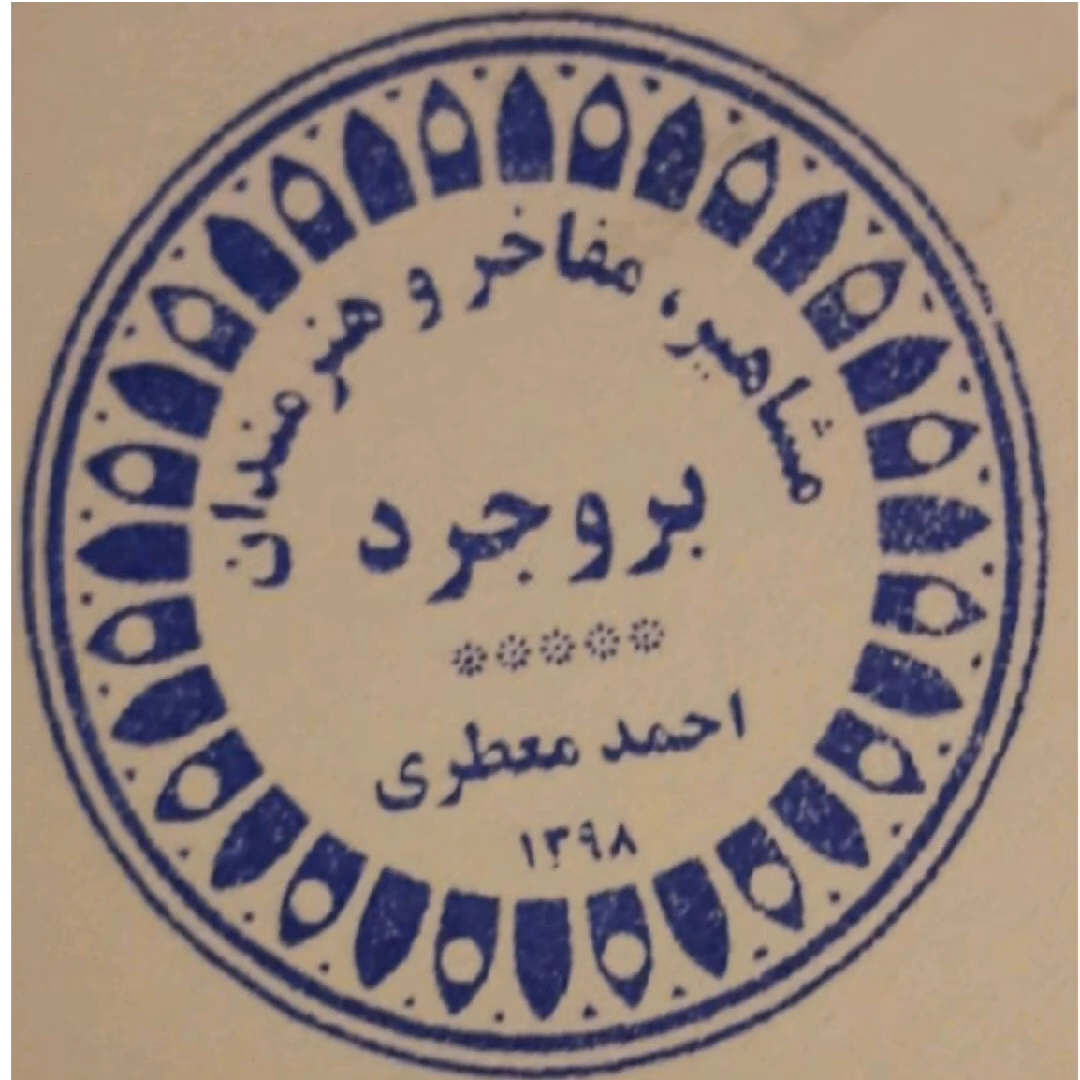 مشاهیر، مفاخر و هنرمندان
بروجرد
❊❊❊❊❊
احمد معطری
۱۳۹۸